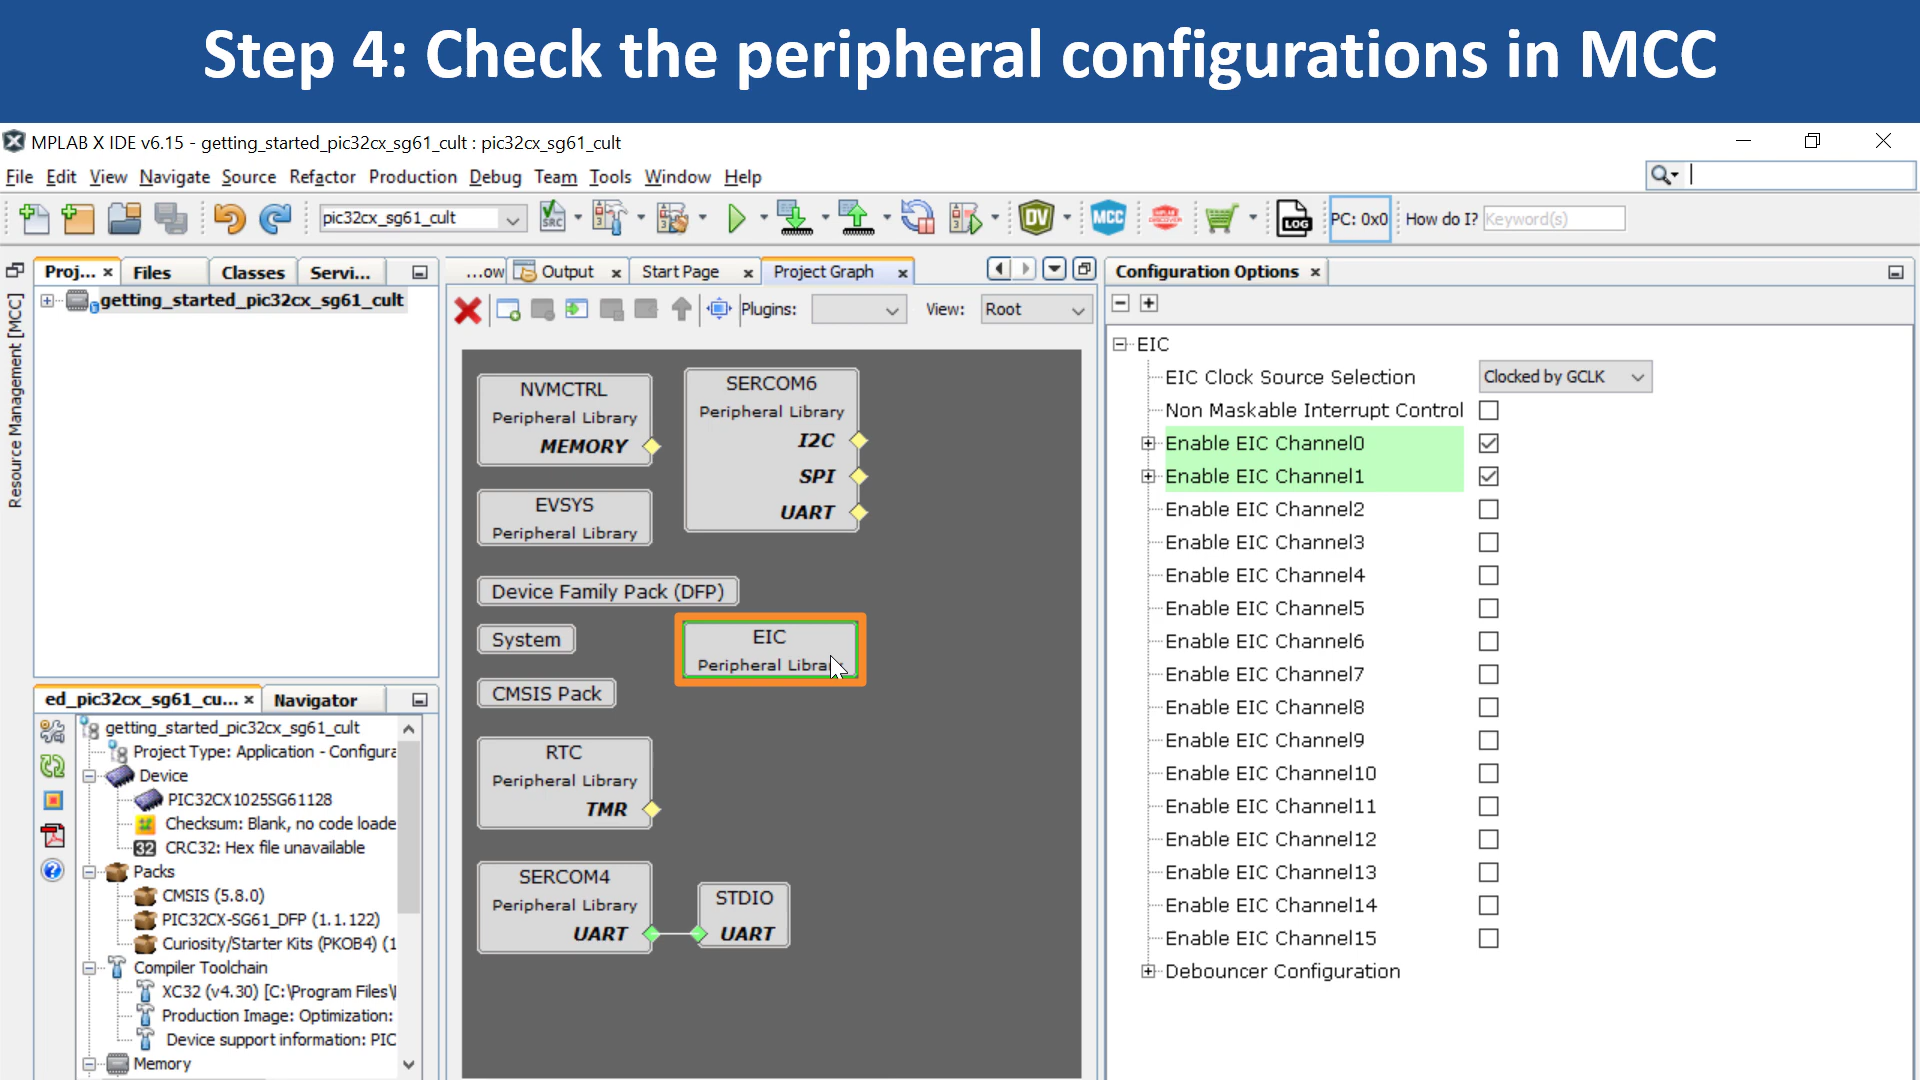 Step 4: Check the peripheral configurations in MCC
MPLAB X IDE v6.15 - getting_started_pic32cx_sg61_cult : pic32cx_sg61_cult
File Edit View Navigate Source Refactor Production Debug Team Tools Window Help
pic32cx_sg61_cult
SRC
DV
MCC
LOG
PC: 0x0
How do I?
Keyword(s)
Resource Management [MCC]
Proj...
Files
Classes
Servi...
getting_started_pic32cx_sg61_cult
...ow
Output
Start Page
Project Graph
Plugins:
View:
Root
NVMCTRL
Peripheral Library
MEMORY
SERCOM6
Peripheral Library
I2C
SPI
UART
EVSYS
Peripheral Library
Device Family Pack (DFP)
System
EIC
Peripheral Librar
CMSIS Pack
RTC
Peripheral Library
TMR
SERCOM4
Peripheral Library
UART
STDIO
UART
ed_pic32cx_sg61_cu...
Navigator
getting_started_pic32cx_sg61_cult
Project Type: Application - Configura
Device
PIC32CX1025SG61128
Checksum: Blank, no code loade
32 CRC32: Hex file unavailable
Packs
CMSIS (5.8.0)
PIC32CX-SG61_DFP (1.1.122)
Curiosity/Starter Kits (PKOB4) (1
Compiler Toolchain
XC32 (v4.30) [C:\Program Files\
Production Image: Optimization:
Device support information: PIC
Memory
Configuration Options
EIC
EIC Clock Source Selection
Clocked by GCLK
Non Maskable Interrupt Control
Enable EIC Channel0
Enable EIC Channel1
Enable EIC Channel2
Enable EIC Channel3
Enable EIC Channel4
Enable EIC Channel5
Enable EIC Channel6
Enable EIC Channel7
Enable EIC Channel8
Enable EIC Channel9
Enable EIC Channel10
Enable EIC Channel11
Enable EIC Channel12
Enable EIC Channel13
Enable EIC Channel14
Enable EIC Channel15
Debouncer Configuration